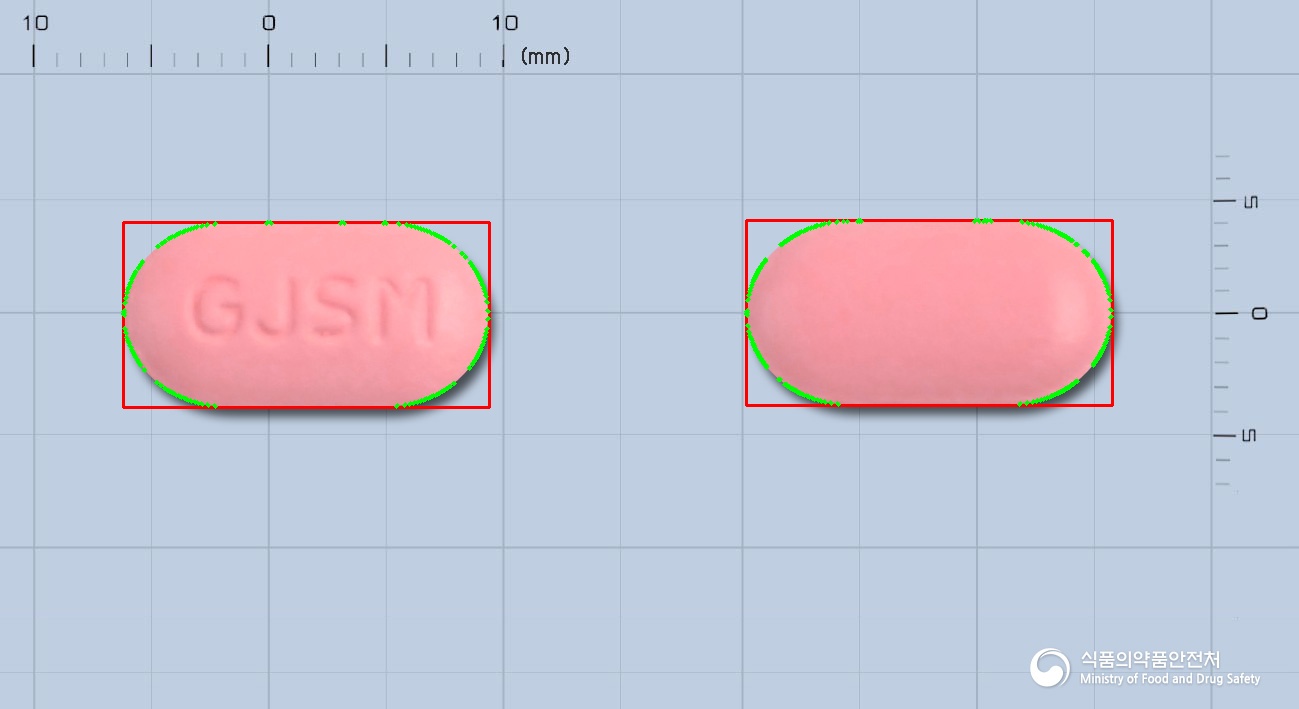 10 0 10
(mm)
GJSM
5
0
5
식품의약품안전처
Ministry of Food and Drug Safety